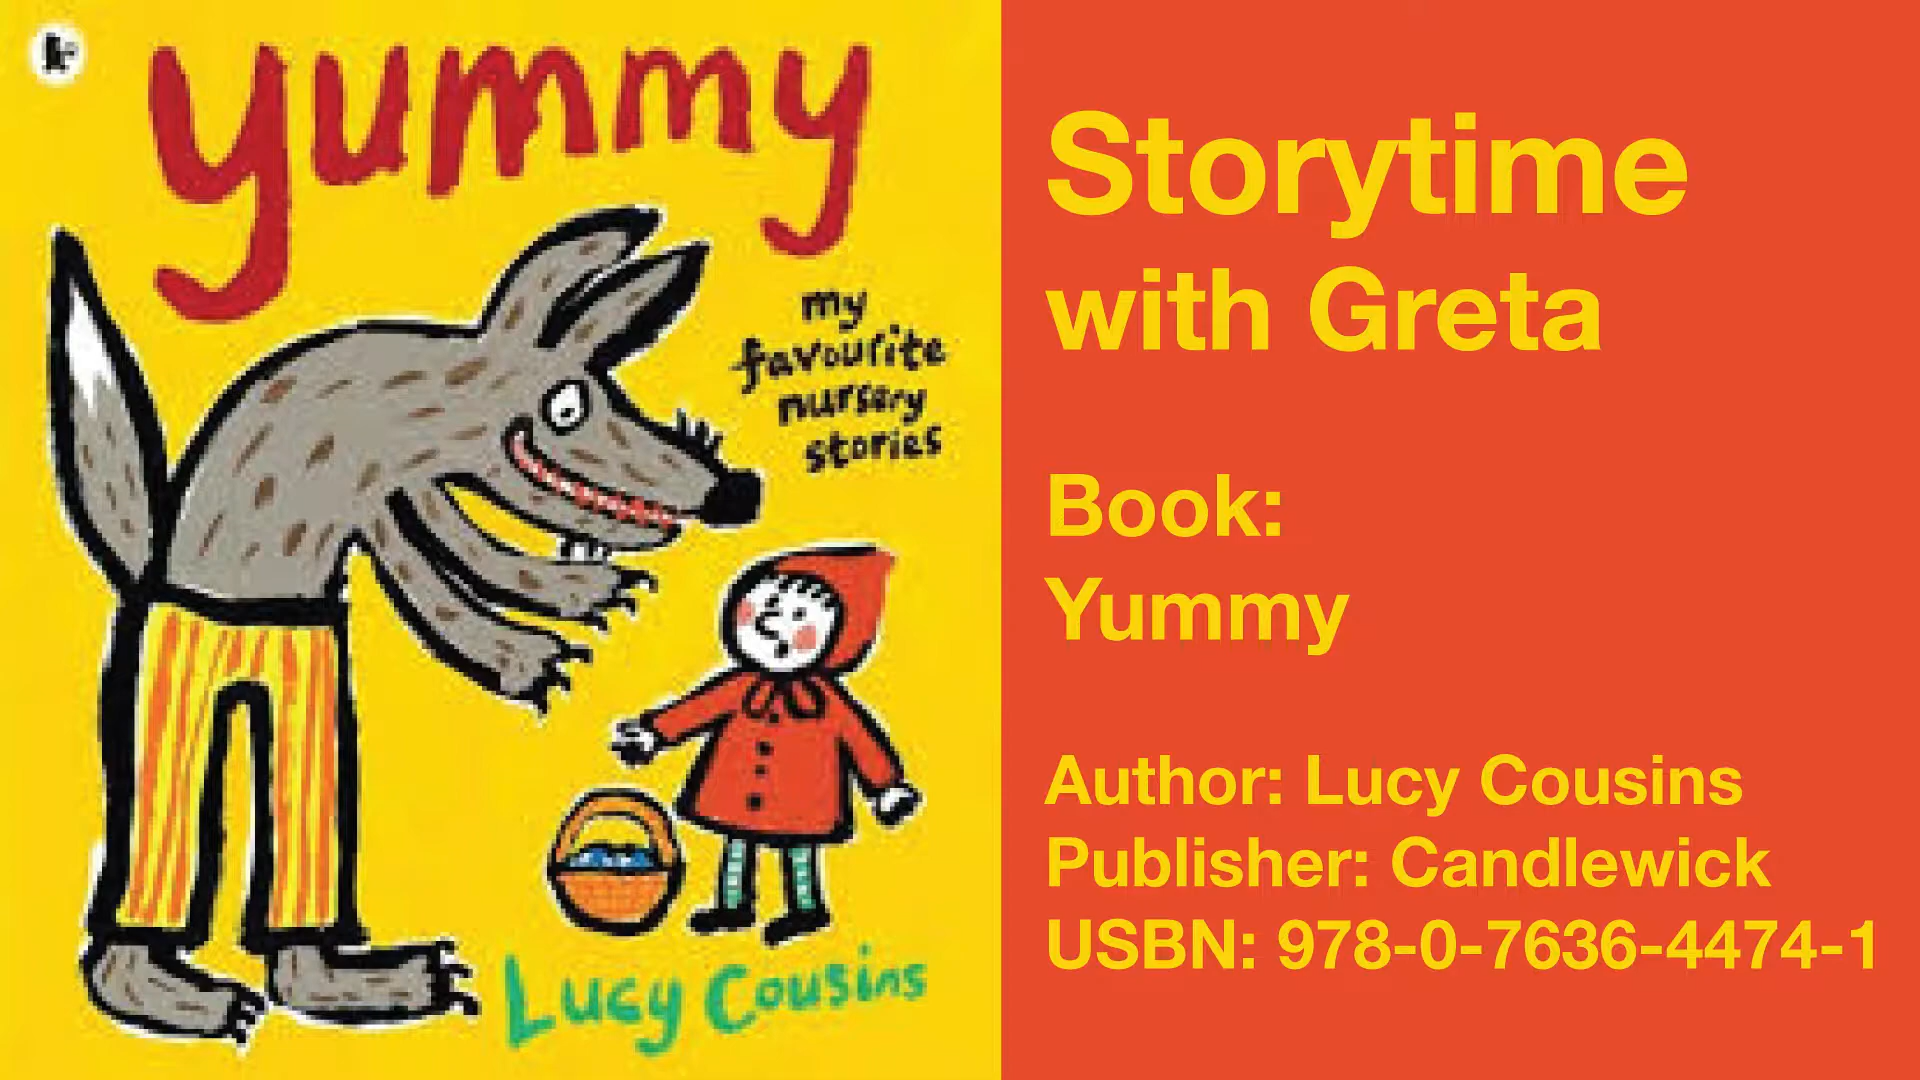 yummy
my
favourite
nursery
stories
Lucy Cousins
Storytime
with Greta
Book:
Yummy
Author: Lucy Cousins
Publisher: Candlewick
USBN: 978-0-7636-4474-1